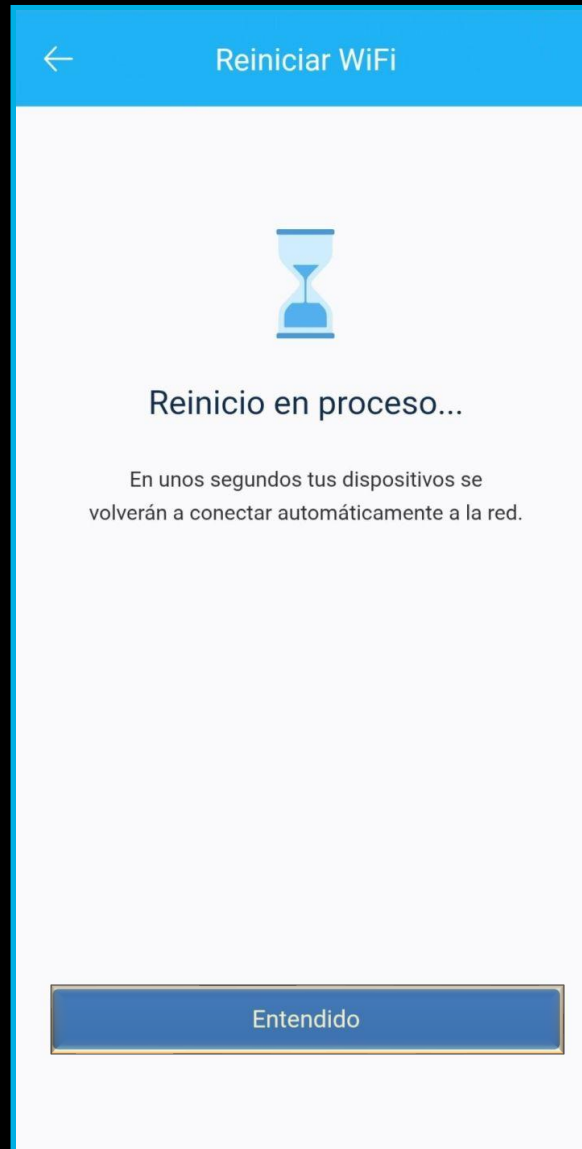 Reiniciar WiFi
Reinicio en proceso...
En unos segundos tus dispositivos se
volverán a conectar automáticamente a la red.
Entendido